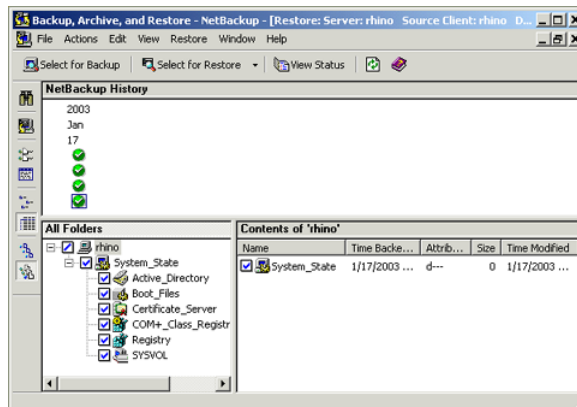 Backup, Archive, and Restore - NetBackup - [Restore: Server: rhino Source Client: rhino D...
File Actions Edit View Restore Window Help
Select for Backup Select for Restore View Status
NetBackup History
2003
Jan
17
All Folders
rhino
System_State
Active_Directory
Boot_Files
Certificate_Server
COM+_Class_Registr
Registry
SYSVOL
Contents of 'rhino'
Name Time Backe... Attrib... Size Time Modified
System_State 1/17/2003 ... d--- 0 1/17/2003 ...